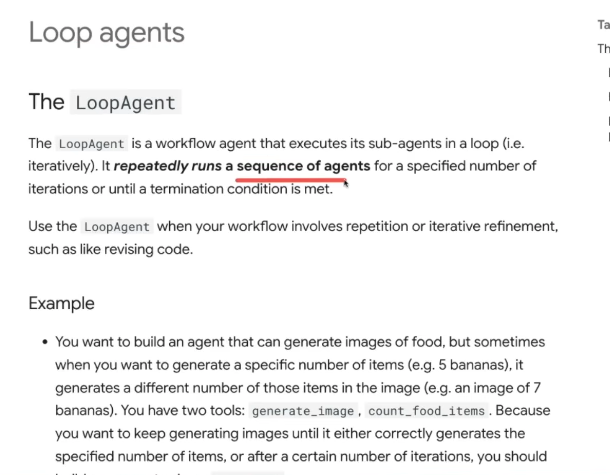 Loop agents
Ta
Th
The LoopAgent
The LoopAgent is a workflow agent that executes its sub-agents in a loop (i.e.
iteratively). It repeatedly runs a sequence of agents for a specified number of
iterations or until a termination condition is met.
Use the LoopAgent when your workflow involves repetition or iterative refinement,
such as like revising code.
Example
• You want to build an agent that can generate images of food, but sometimes
when you want to generate a specific number of items (e.g. 5 bananas), it
generates a different number of those items in the image (e.g. an image of 7
bananas). You have two tools: generate_image, count_food_items. Because
you want to keep generating images until it either correctly generates the
specified number of items, or after a certain number of iterations, you should